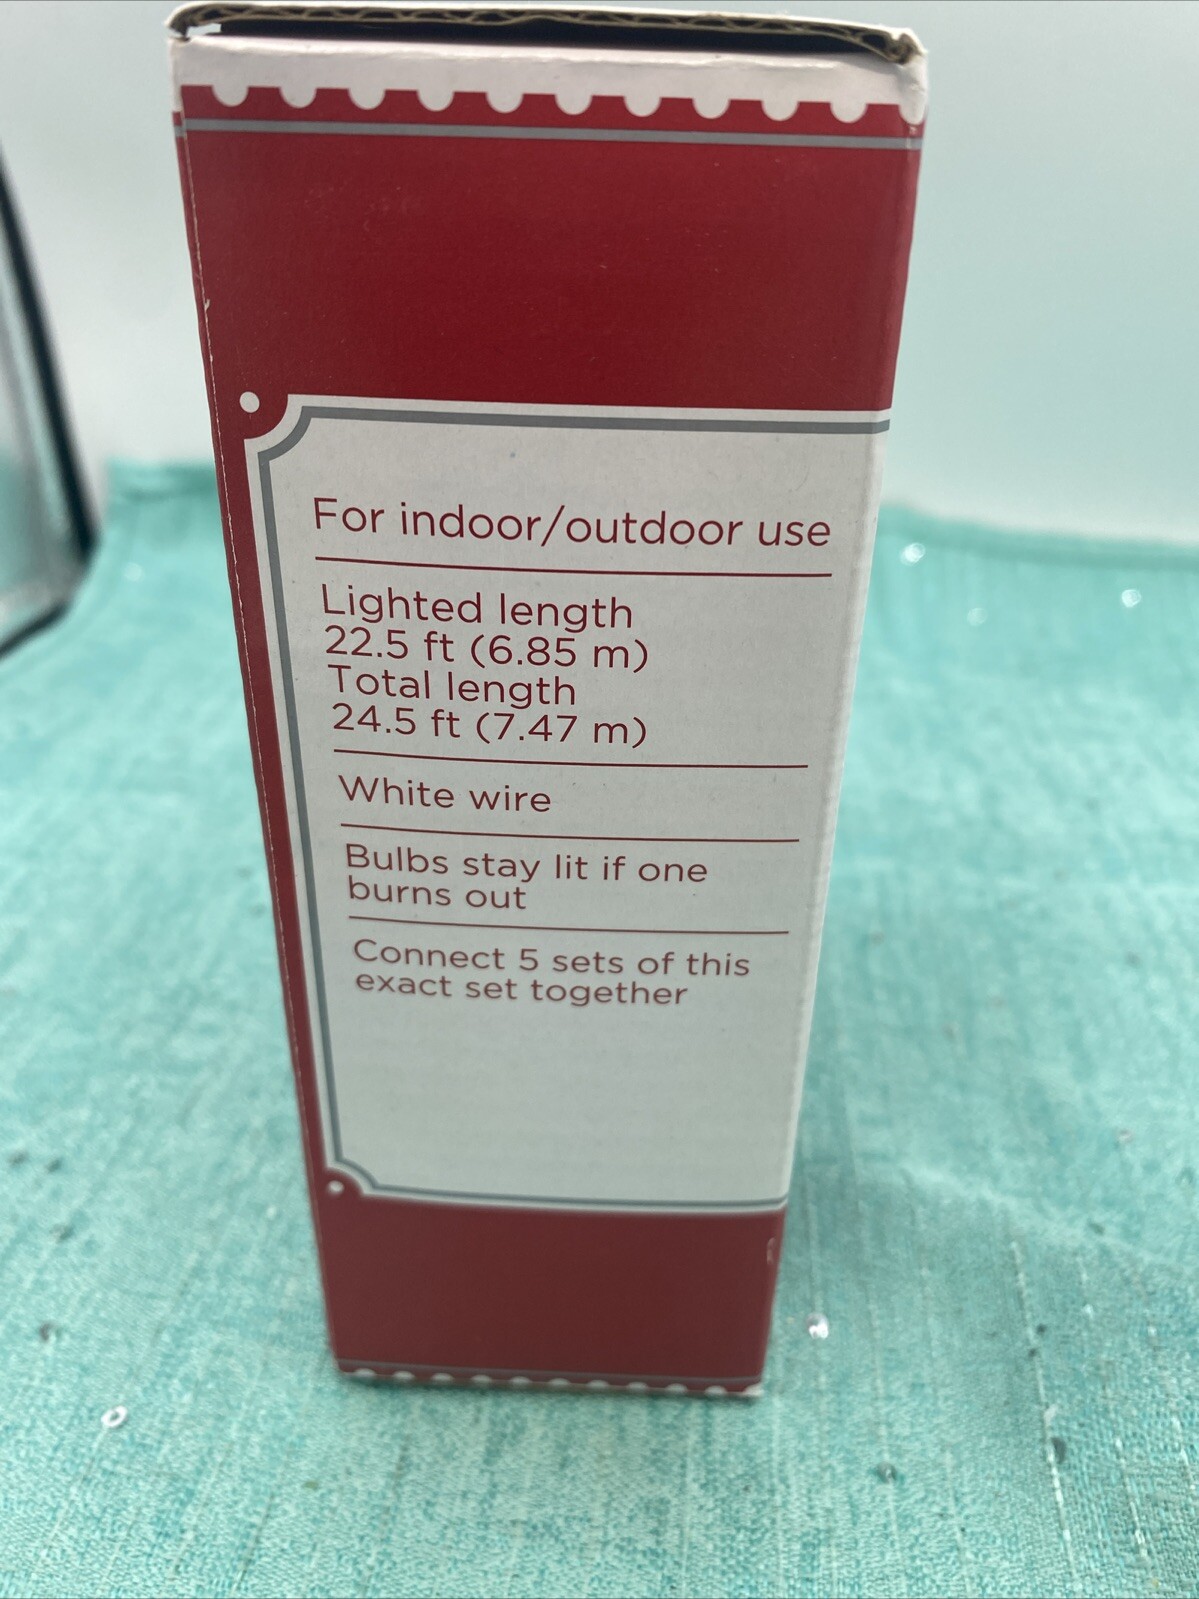 For indoor/outdoor use
Lighted length
22.5 ft (6.85 m)
Total length
24.5 ft (7.47 m)
White wire
Bulbs stay lit if one
burns out
Connect 5 sets of this
exact set together